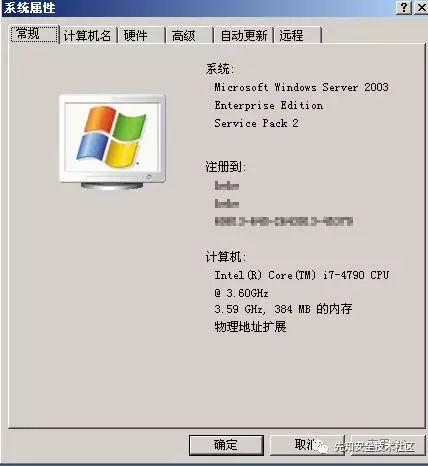 系统属性
常规 计算机名 硬件 高级 自动更新 远程
系统:
Microsoft Windows Server 2003
Enterprise Edition
Service Pack 2
注册到:
计算机:
Intel(R) Core(TM) i7-4790 CPU
@ 3.60GHz
3.59 GHz, 384 MB 的内存
物理地址扩展
确定 取消
先知安全技术社区